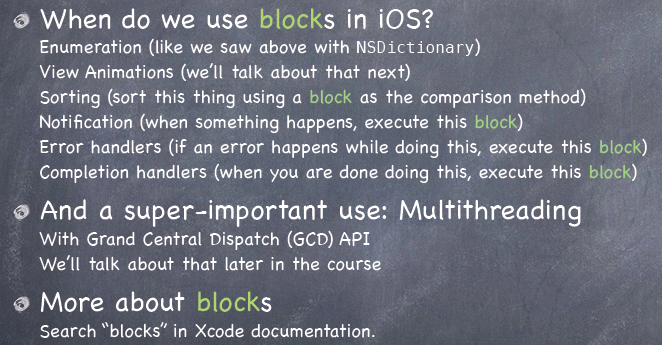 When do we use blocks in iOS?
Enumeration (like we saw above with NSDictionary)
View Animations (we'll talk about that next)
Sorting (sort this thing using a block as the comparison method)
Notification (when something happens, execute this block)
Error handlers (if an error happens while doing this, execute this block)
Completion handlers (when you are done doing this, execute this block)
And a super-important use: Multithreading
With Grand Central Dispatch (GCD) API
We'll talk about that later in the course
More about blocks
Search “blocks” in Xcode documentation.